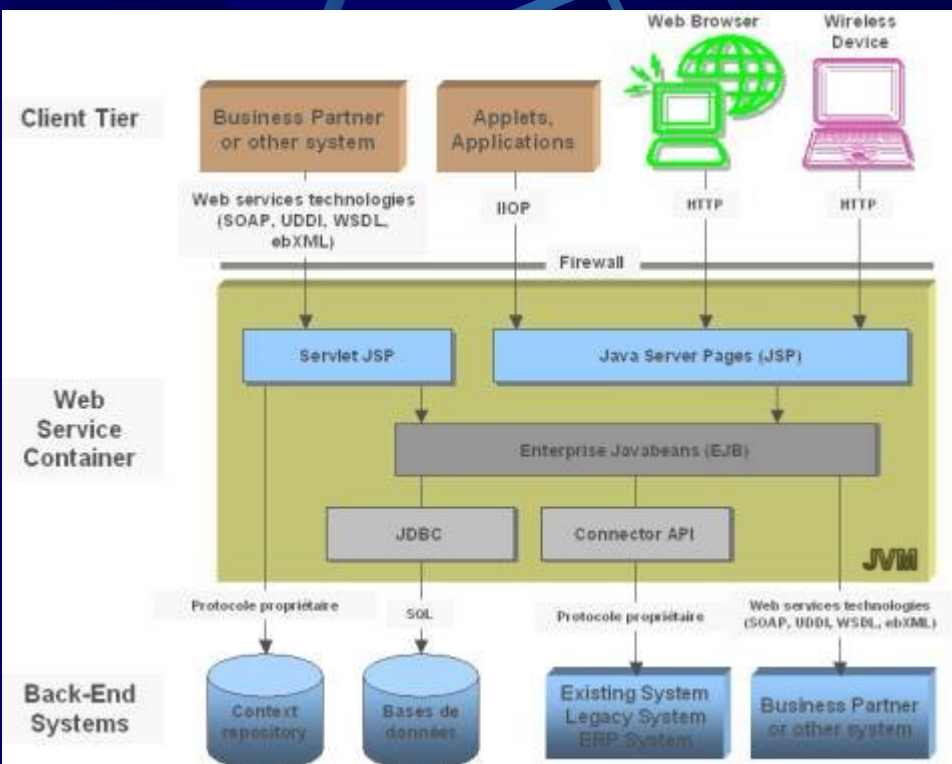 Web Browser
Wireless
Device
Client Tier
Business Partner
or other system
Applets,
Applications
Web services technologies
(SOAP, UDDI, WSDL,
ebXML)
IIOP
HTTP
HTTP
Firewall
Servlet JSP
Java Server Pages (JSP)
Web
Service
Container
Enterprise Javabeans (EJB)
JDBC
Connector API
JVM
Protocole propriétaire
SQL
Protocole propriétaire
Web services technologies
(SOAP, UDDI, WSDL, ebXML)
Back-End
Systems
Context
repository
Bases de
données
Existing System
Legacy System
ERP System
Business Partner
or other system